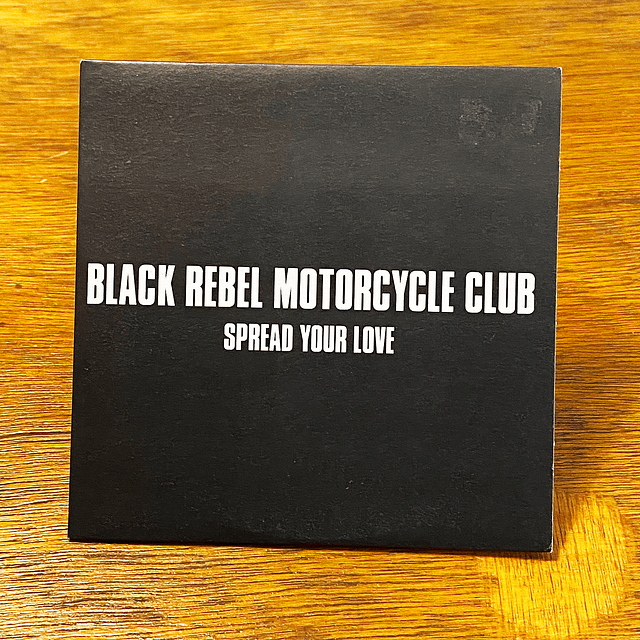 BLACK REBEL MOTORCYCLE CLUB
SPREAD YOUR LOVE